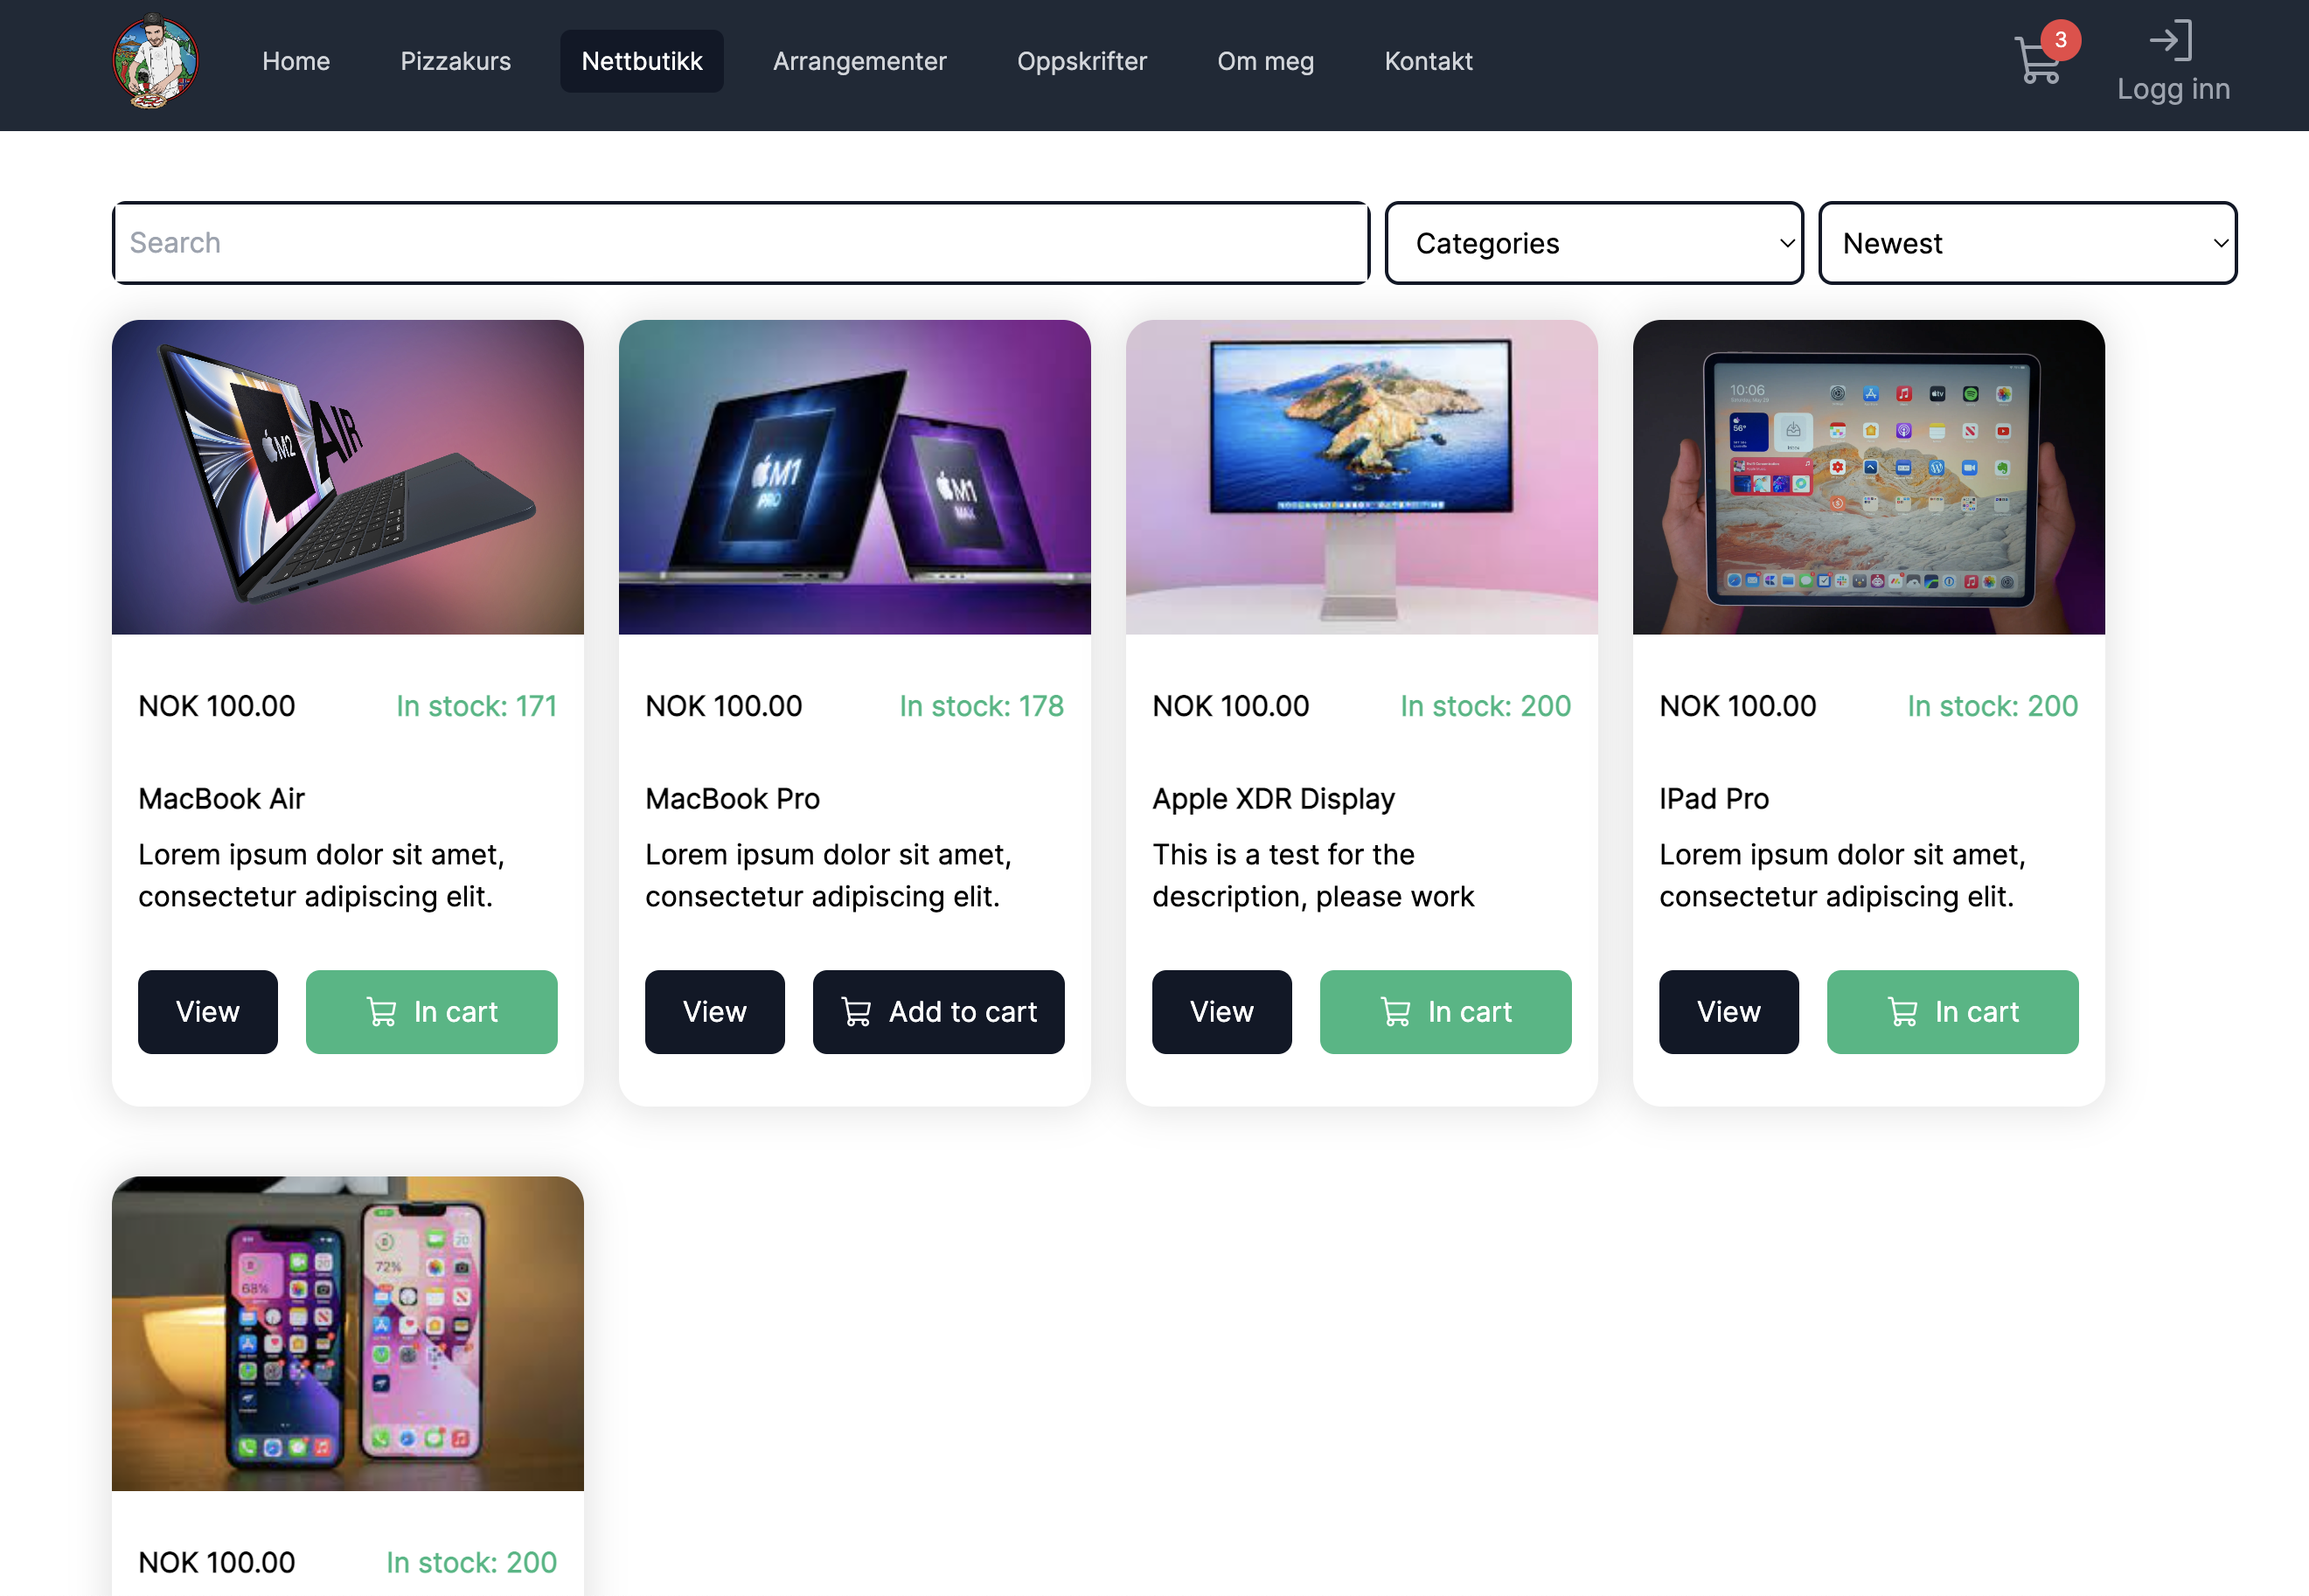 Home Pizzakurs Nettbutikk Arrangementer Oppskrifter Om meg Kontakt
3
Logg inn
Search
Categories
Newest
M2 AIR
M1 PRO
M1 MAX
10:06
56°
NOK 100.00 In stock: 171
MacBook Air
Lorem ipsum dolor sit amet,
consectetur adipiscing elit.
View
In cart
NOK 100.00 In stock: 178
MacBook Pro
Lorem ipsum dolor sit amet,
consectetur adipiscing elit.
View
Add to cart
NOK 100.00 In stock: 200
Apple XDR Display
This is a test for the
description, please work
View
In cart
NOK 100.00 In stock: 200
IPad Pro
Lorem ipsum dolor sit amet,
consectetur adipiscing elit.
View
In cart
68%
72%
NOK 100.00 In stock: 200